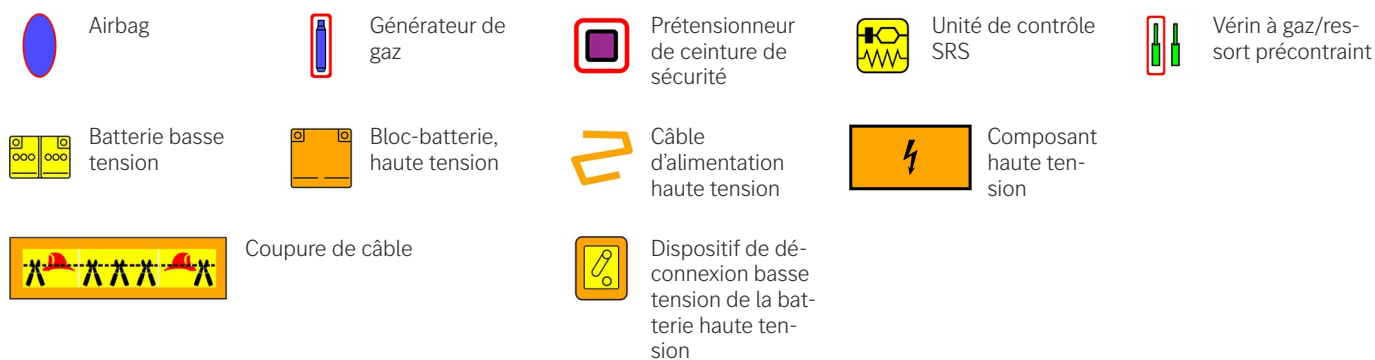 Airbag
Générateur de
gaz
Prétensionneur
de ceinture de
sécurité
Unité de contrôle
SRS
Vérin à gaz/res-
sort précontraint
Batterie basse
tension
Bloc-batterie,
haute tension
Câble
d'alimentation
haute tension
Composant
haute ten-
sion
Coupure de câble
Dispositif de dé-
connexion basse
tension de la bat-
terie haute ten-
sion